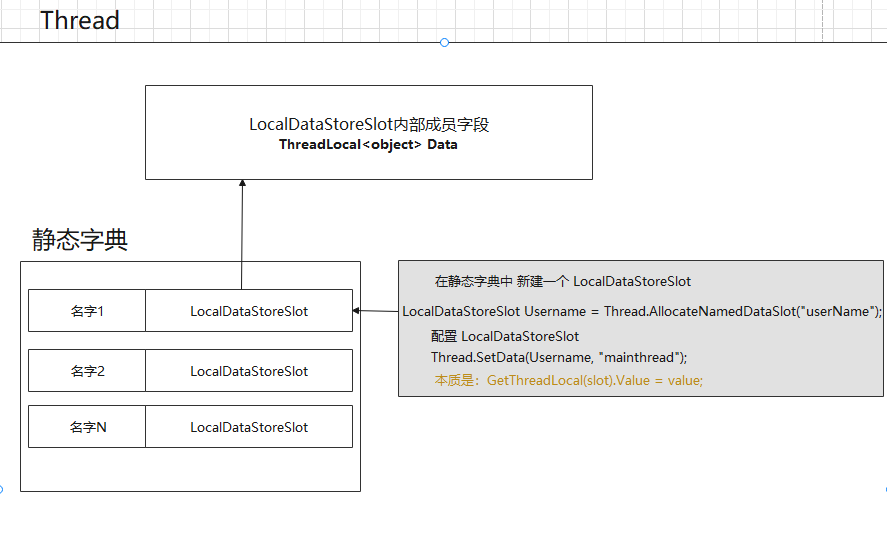 Thread
LocalDataStoreSlot内部成员字段
ThreadLocal<object> Data
静态字典
名字1
LocalDataStoreSlot
名字2
LocalDataStoreSlot
名字N
LocalDataStoreSlot
在静态字典中 新建一个 LocalDataStoreSlot
LocalDataStoreSlot Username = Thread.AllocateNamedDataSlot("userName");
配置 LocalDataStoreSlot
Thread.SetData(Username, "mainthread");
本质是：GetThreadLocal(slot).Value = value;